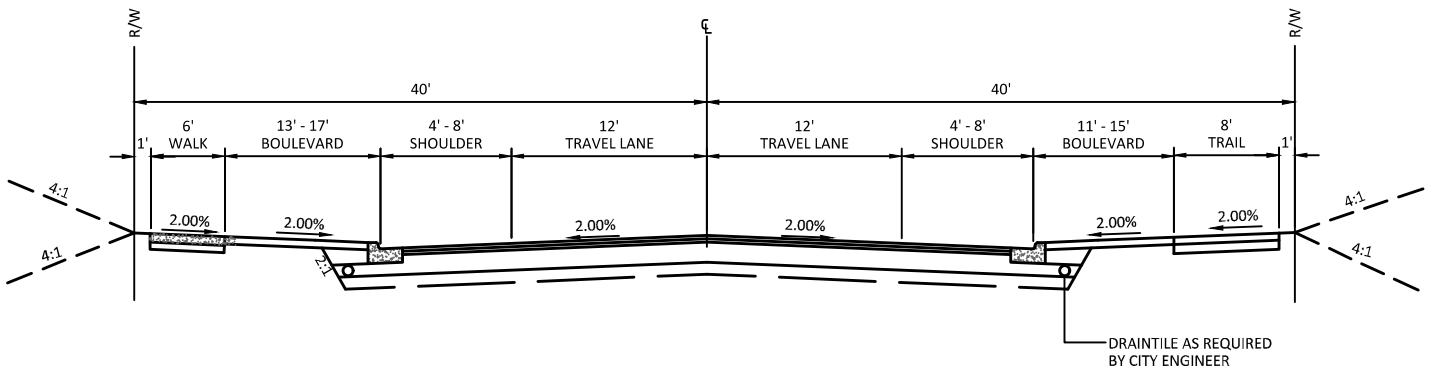 R/W
℄
R/W
40'
40'
1'
6'
WALK
13' - 17'
BOULEVARD
4' - 8'
SHOULDER
12'
TRAVEL LANE
12'
TRAVEL LANE
4' - 8'
SHOULDER
11' - 15'
BOULEVARD
8'
TRAIL
1'
4:1
4:1
2.00%
2.00%
2.00%
2.00%
2.00%
2.00%
4:1
4:1
2:1
DRAINTILE AS REQUIRED
BY CITY ENGINEER